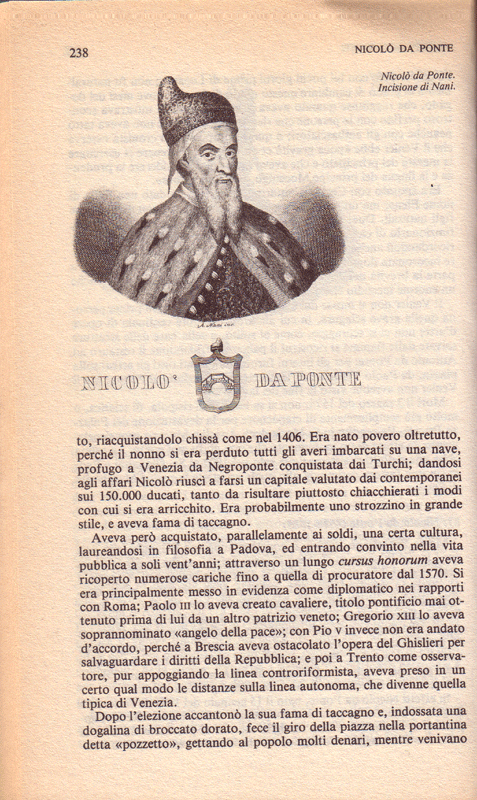 238
NICOLÒ DA PONTE
Nicolò da Ponte.
Incisione di Nani.
A. Nani inc.
NICOLO' DA PONTE
to, riacquistandolo chissà come nel 1406. Era nato povero oltretutto,
perché il nonno si era perduto tutti gli averi imbarcati su una nave,
profugo a Venezia da Negroponte conquistata dai Turchi; dandosi
agli affari Nicolò riuscì a farsi un capitale valutato dai contemporanei
sui 150.000 ducati, tanto da risultare piuttosto chiacchierati i modi
con cui si era arricchito. Era probabilmente uno strozzino in grande
stile, e aveva fama di taccagno.
Aveva però acquistato, parallelamente ai soldi, una certa cultura,
laureandosi in filosofia a Padova, ed entrando convinto nella vita
pubblica a soli vent'anni; attraverso un lungo cursus honorum aveva
ricoperto numerose cariche fino a quella di procuratore dal 1570. Si
era principalmente messo in evidenza come diplomatico nei rapporti
con Roma; Paolo III lo aveva creato cavaliere, titolo pontificio mai ot-
tenuto prima di lui da un altro patrizio veneto; Gregorio XIII lo aveva
soprannominato «angelo della pace»; con Pio V invece non era andato
d'accordo, perché a Brescia aveva ostacolato l'opera del Ghislieri per
salvaguardare i diritti della Repubblica; e poi a Trento come osserva-
tore, pur appoggiando la linea controriformista, aveva preso in un
certo qual modo le distanze sulla linea autonoma, che divenne quella
tipica di Venezia.
Dopo l'elezione accantonò la sua fama di taccagno e, indossata una
dogalina di broccato dorato, fece il giro della piazza nella portantina
detta «pozzetto», gettando al popolo molti denari, mentre venivano